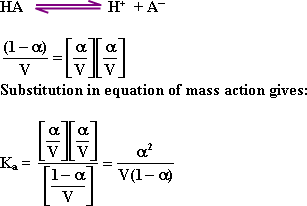 HA ⇌ H⁺ + A⁻
(1−α)/V = [α/V][α/V]
Substitution in equation of mass action gives:
Kₐ = [α/V][α/V] / [1−α/V] = α²/V(1−α)